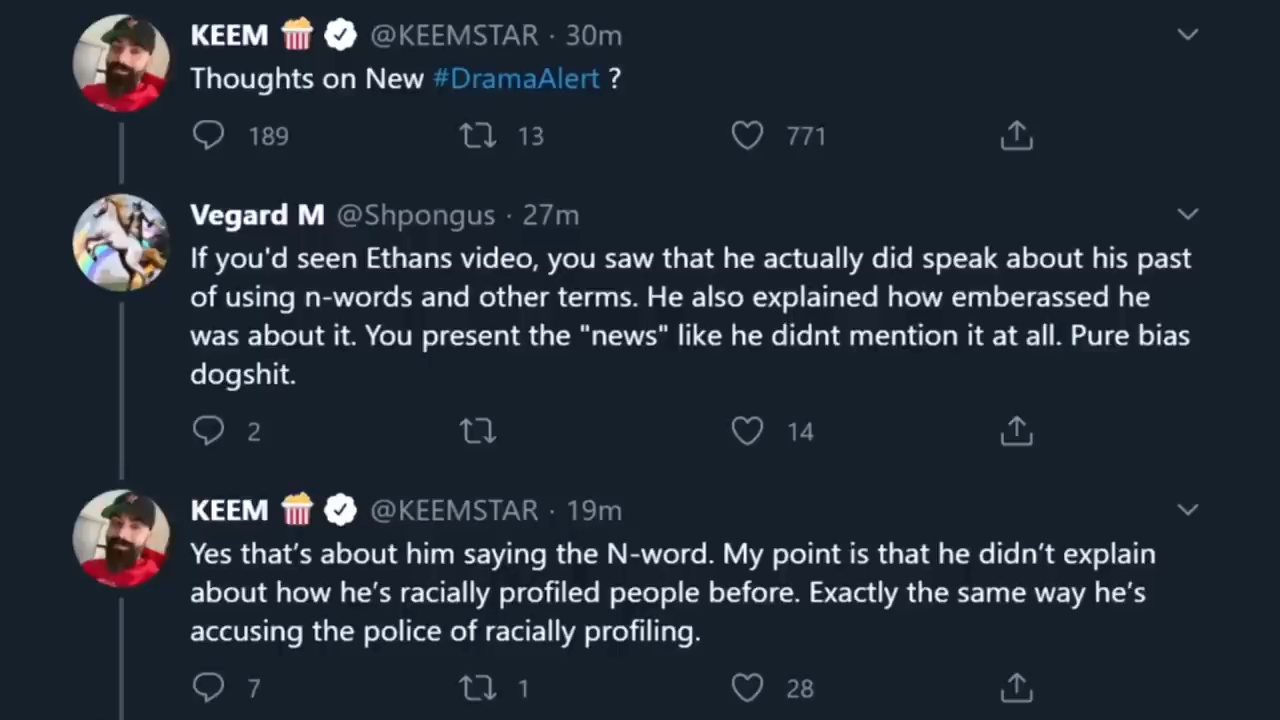 KEEM 🍿 @KEEMSTAR · 30m
Thoughts on New #DramaAlert ?
189 13 771
Vegard M @Shpongus · 27m
If you'd seen Ethans video, you saw that he actually did speak about his past
of using n-words and other terms. He also explained how emberassed he
was about it. You present the "news" like he didnt mention it at all. Pure bias
dogshit.
2 14
KEEM 🍿 @KEEMSTAR · 19m
Yes that’s about him saying the N-word. My point is that he didn’t explain
about how he’s racially profiled people before. Exactly the same way he’s
accusing the police of racially profiling.
7 1 28